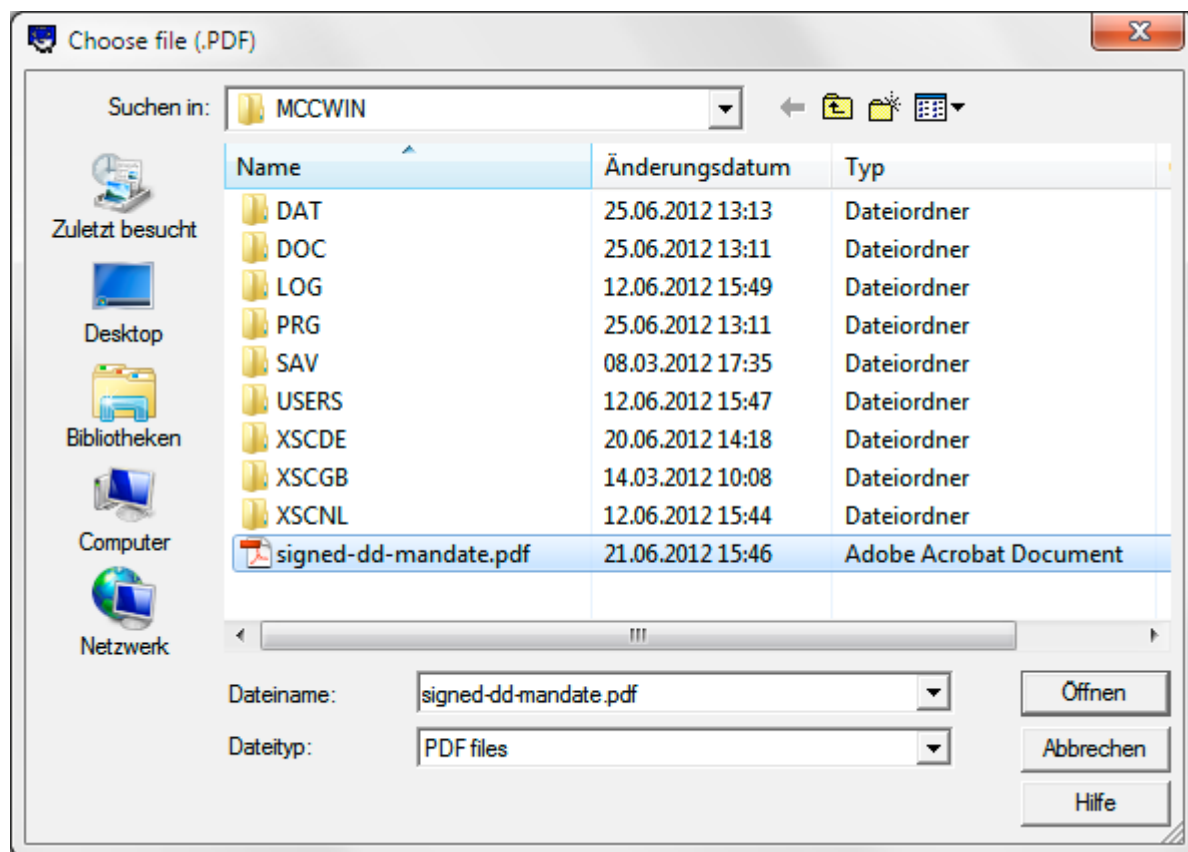 Choose file (.PDF)
Suchen in: MCCWIN
Name Änderungsdatum Typ
DAT 25.06.2012 13:13 Dateiordner
DOC 25.06.2012 13:11 Dateiordner
LOG 12.06.2012 15:49 Dateiordner
PRG 25.06.2012 13:11 Dateiordner
SAV 08.03.2012 17:35 Dateiordner
USERS 12.06.2012 15:47 Dateiordner
XSCDE 20.06.2012 14:18 Dateiordner
XSCGB 14.03.2012 10:08 Dateiordner
XSCNL 12.06.2012 15:44 Dateiordner
signed-dd-mandate.pdf 21.06.2012 15:46 Adobe Acrobat Document
Zuletzt besucht
Desktop
Bibliotheken
Computer
Netzwerk
Dateiname: signed-dd-mandate.pdf Öffnen
Dateityp: PDF files Abbrechen
Hilfe